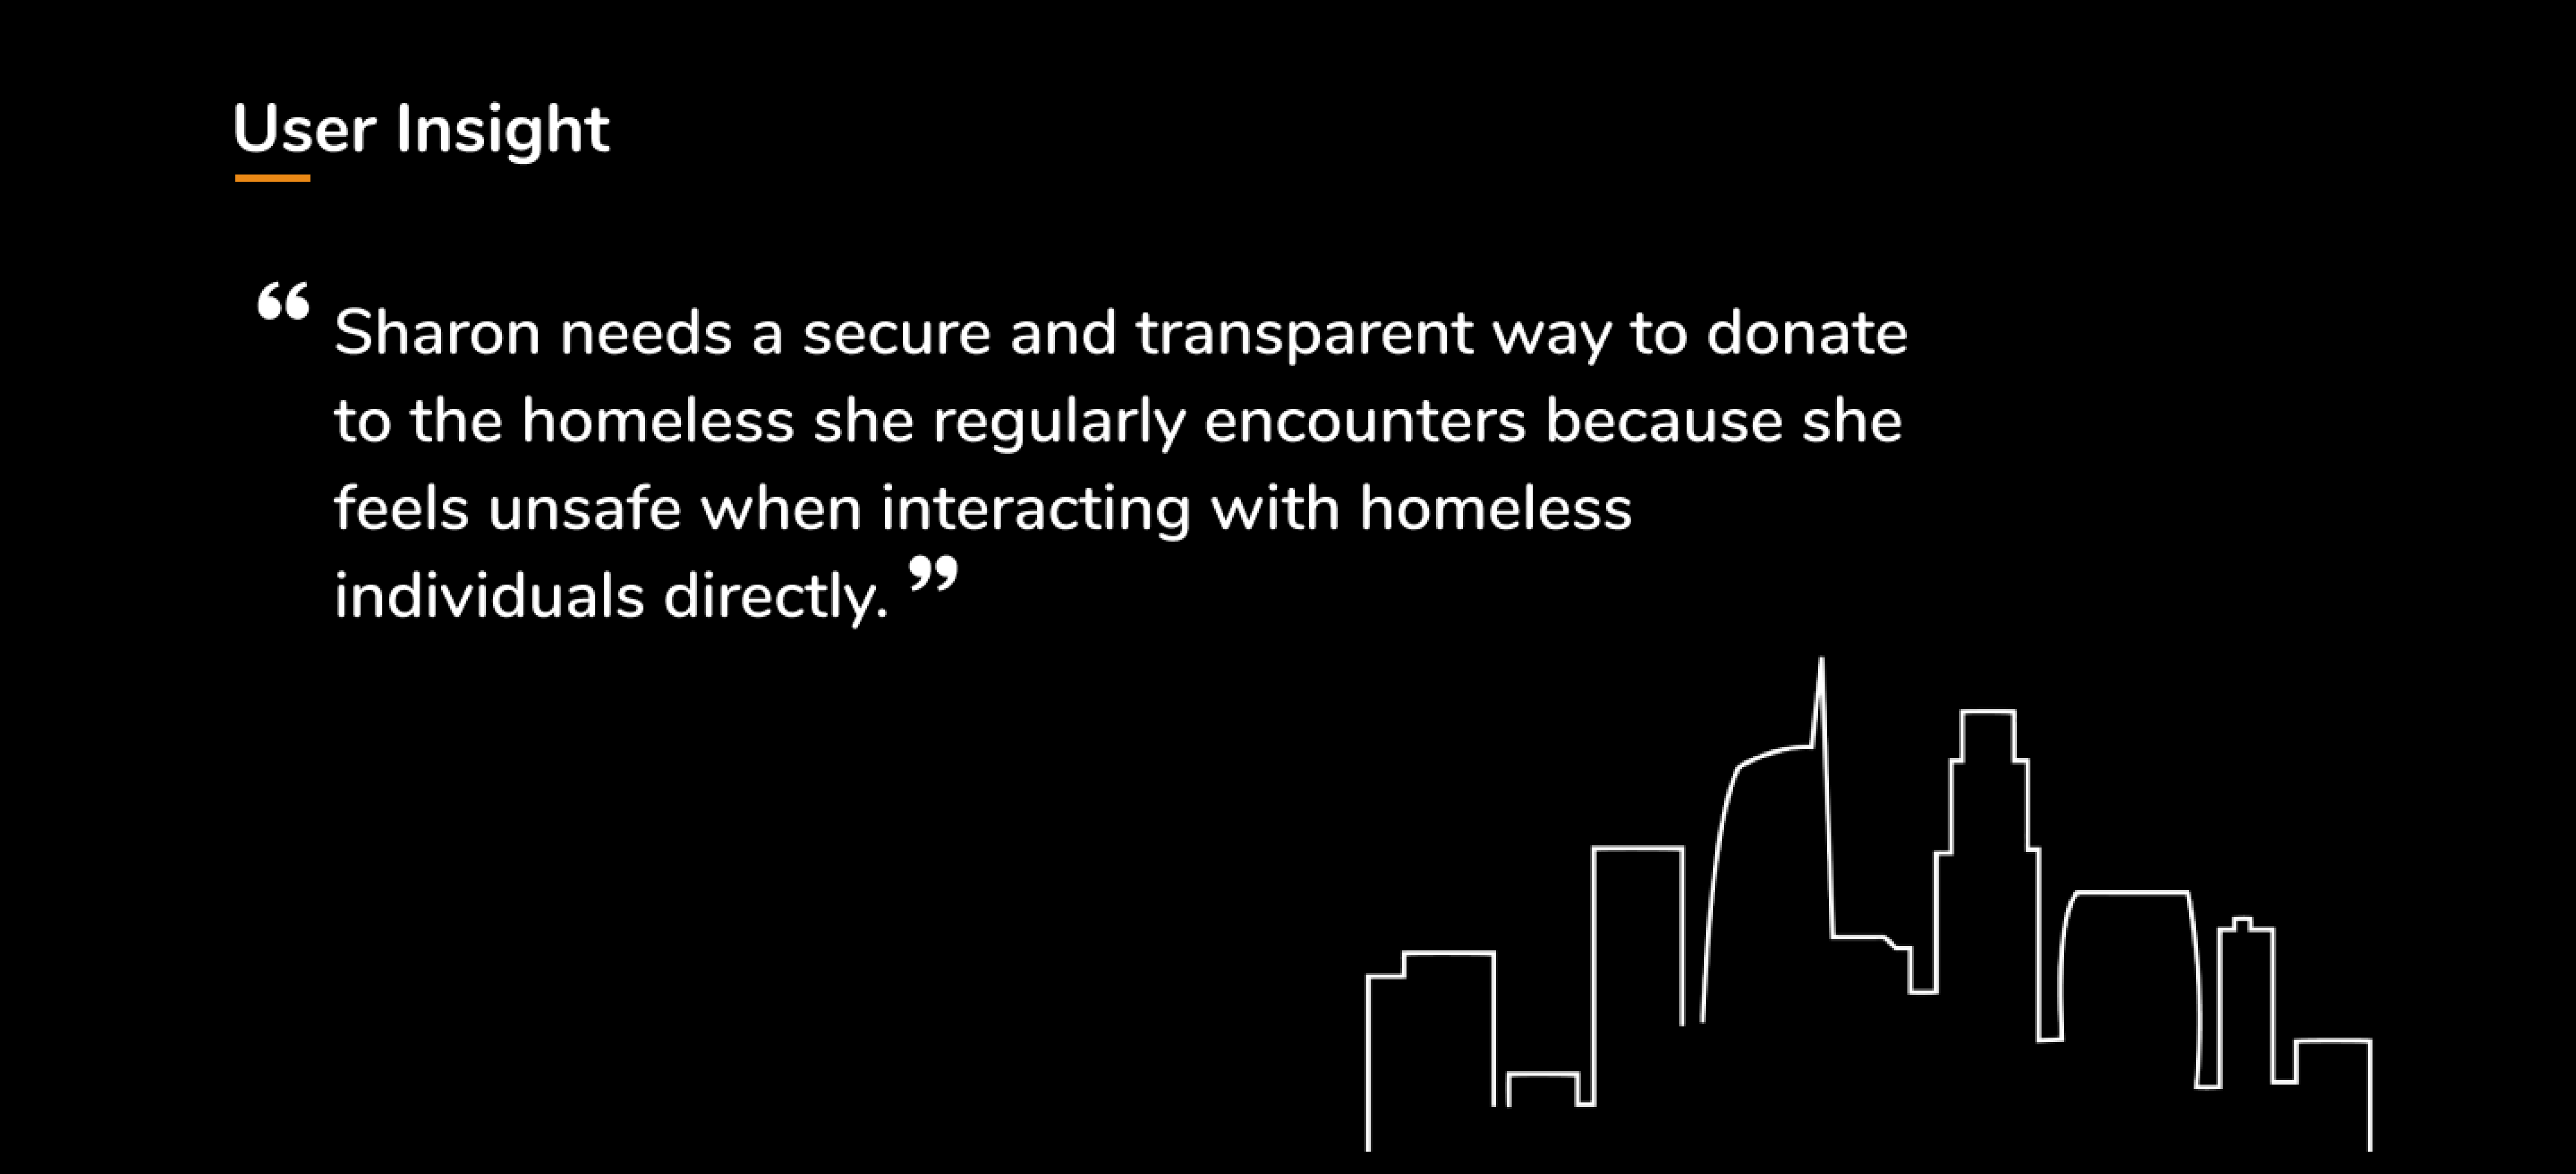 User Insight
“ Sharon needs a secure and transparent way to donate
to the homeless she regularly encounters because she
feels unsafe when interacting with homeless
individuals directly. ”